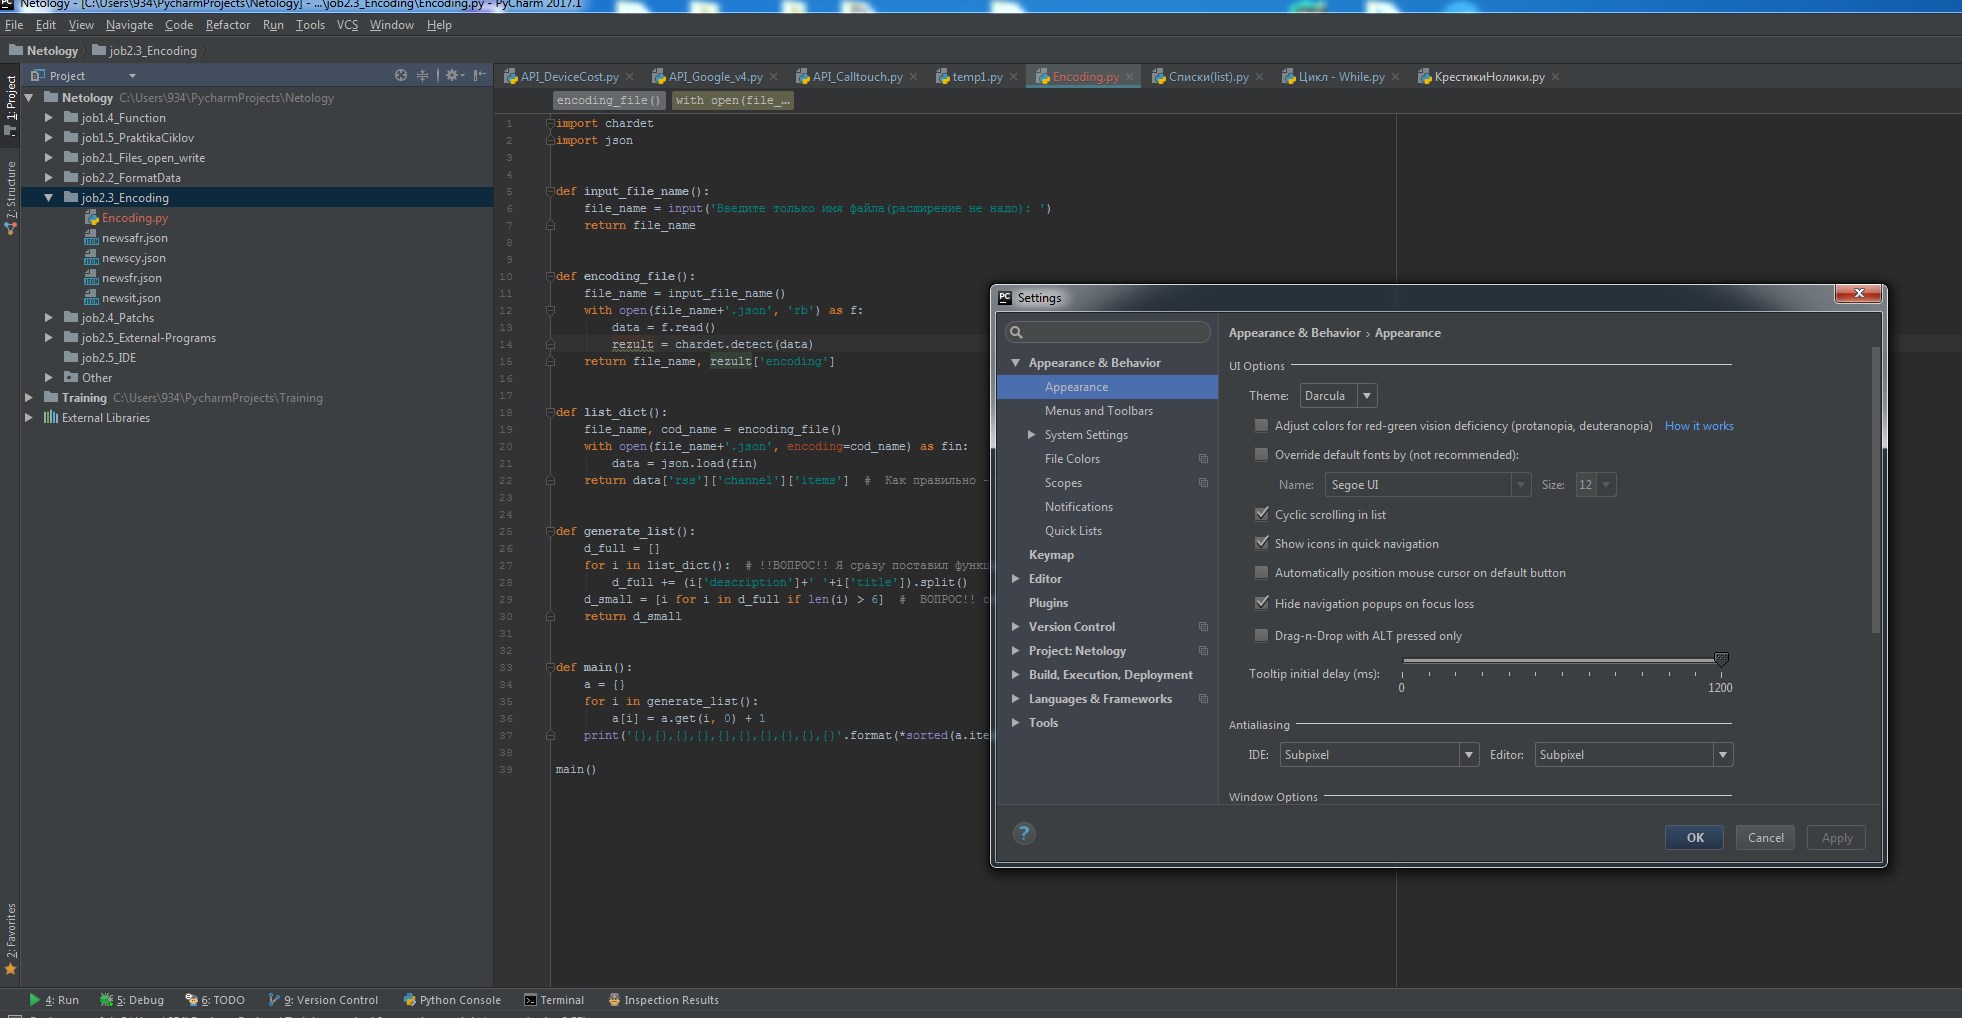 Netology - [C:\Users\934\PycharmProjects\Netology] - ...\job2.3_Encoding\Encoding.py - PyCharm 2017.1
File Edit View Navigate Code Refactor Run Tools VCS Window Help
Netology job2.3_Encoding
Project
API_DeviceCost.py API_Google_v4.py API_Calltouch.py temp1.py Encoding.py Списки(list).py Цикл - While.py КрестикиНолики.py
encoding_file() with open(file_...
1: Project
7: Structure
2: Favorites
Netology C:\Users\934\PycharmProjects\Netology
job1.4_Function
job1.5_PraktikaCiklov
job2.1_Files_open_write
job2.2_FormatData
job2.3_Encoding
Encoding.py
newsafr.json
newscy.json
newsfr.json
newsit.json
job2.4_Patchs
job2.5_External-Programs
job2.5_IDE
Other
Training C:\Users\934\PycharmProjects\Training
External Libraries
1 import chardet
2 import json
3
4
5 def input_file_name():
6 file_name = input('Введите только имя файла(расширение не надо): ')
7 return file_name
8
9
10 def encoding_file():
11 file_name = input_file_name()
12 with open(file_name+'.json', 'rb') as f:
13 data = f.read()
14 rezult = chardet.detect(data)
15 return file_name, rezult['encoding']
16
17
18 def list_dict():
19 file_name, cod_name = encoding_file()
20 with open(file_name+'.json', encoding=cod_name) as fin:
21 data = json.load(fin)
22 return data['rss']['channel']['items'] # Как правильно -
23
24
25 def generate_list():
26 d_full = []
27 for i in list_dict(): # !!ВОПРОС!! Я сразу поставил функц
28 d_full += (i['description']+' '+i['title']).split()
29 d_small = [i for i in d_full if len(i) > 6] # ВОПРОС!! с
30 return d_small
31
32
33 def main():
34 a = {}
35 for i in generate_list():
36 a[i] = a.get(i, 0) + 1
37 print('{},{},{},{},{},{},{},{},{},{}'.format(*sorted(a.ite
38
39 main()
Settings
Appearance & Behavior
Appearance
Menus and Toolbars
System Settings
File Colors
Scopes
Notifications
Quick Lists
Keymap
Editor
Plugins
Version Control
Project: Netology
Build, Execution, Deployment
Languages & Frameworks
Tools
Appearance & Behavior › Appearance
UI Options
Theme: Darcula
Adjust colors for red-green vision deficiency (protanopia, deuteranopia) How it works
Override default fonts by (not recommended):
Name: Segoe UI Size: 12
Cyclic scrolling in list
Show icons in quick navigation
Automatically position mouse cursor on default button
Hide navigation popups on focus loss
Drag-n-Drop with ALT pressed only
Tooltip initial delay (ms):
0 1200
Antialiasing
IDE: Subpixel Editor: Subpixel
Window Options
? OK Cancel Apply
4: Run 5: Debug 6: TODO 9: Version Control Python Console Terminal Inspection Results